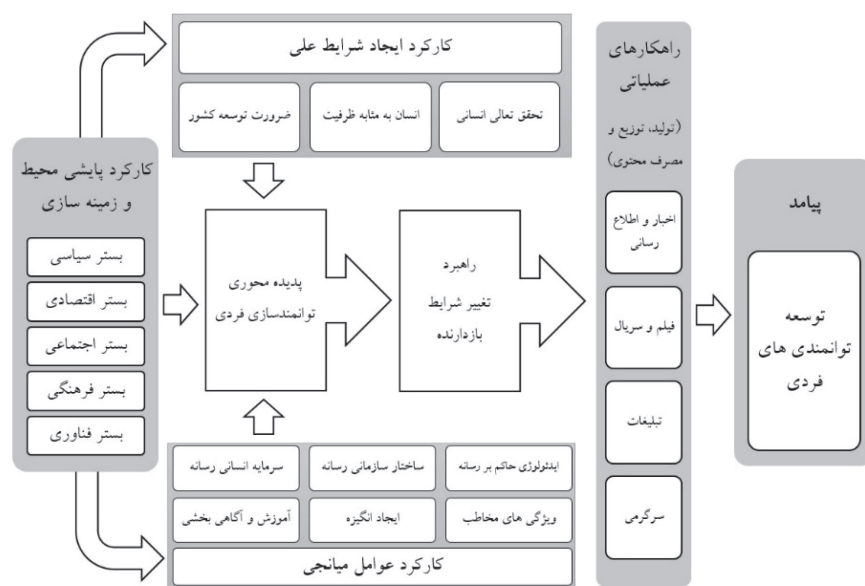 کارکرد ایجاد شرایط علی
تحقق تعالی انسانی
انسان به مثابه ظرفیت
ضرورت توسعه کشور
کارکرد پایشی محیط
و زمینه سازی
بستر سیاسی
بستر اقتصادی
بستر اجتماعی
بستر فرهنگی
بستر فناوری
پدیده محوری
توانمندسازی فردی
راهبرد
تغییر شرایط
بازدارنده
ایدئولوژی حاکم بر رسانه
ساختار سازمانی رسانه
سرمایه انسانی رسانه
ویژگی های مخاطب
ایجاد انگیزه
آموزش و آگاهی بخشی
کارکرد عوامل میانجی
راهکارهای
عملیاتی
(تولید، توزیع و
مصرف محتوی)
اخبار و اطلاع
رسانی
فیلم و سریال
تبلیغات
سرگرمی
پیامد
توسعه
توانمندی های
فردی